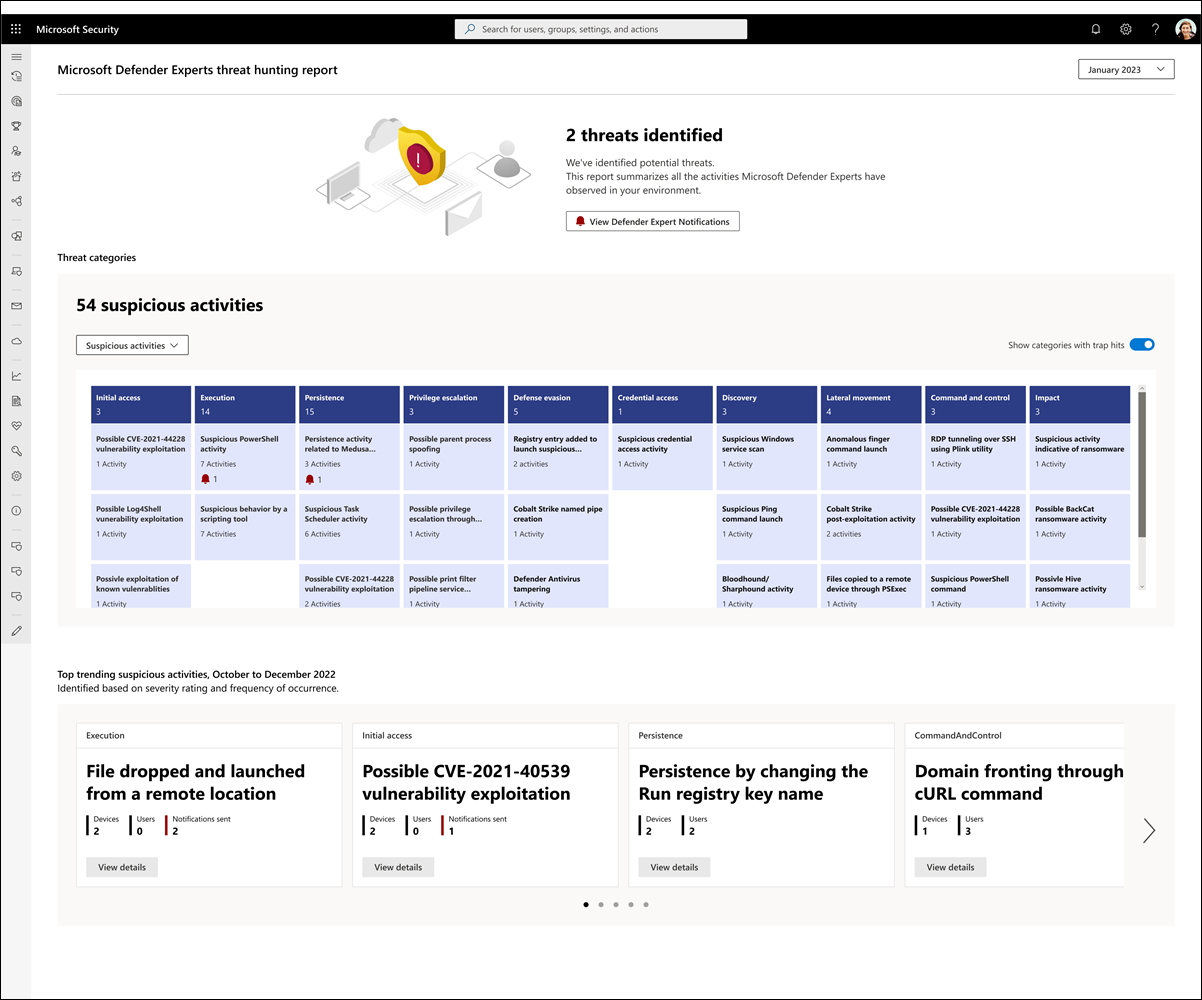 Microsoft Security
Search for users, groups, settings, and actions
Microsoft Defender Experts threat hunting report
January 2023
2 threats identified
We've identified potential threats.
This report summarizes all the activities Microsoft Defender Experts have
observed in your environment.
View Defender Expert Notifications
Threat categories
54 suspicious activities
Suspicious activities
Show categories with trap hits
Initial access
3
Execution
14
Persistence
15
Privilege escalation
3
Defense evasion
5
Credential access
1
Discovery
3
Lateral movement
4
Command and control
3
Impact
3
Possible CVE-2021-44228
vulnerability exploitation
1 Activity
Suspicious PowerShell
activity
7 Activities
1
Persistence activity
related to Medusa...
3 Activities
1
Possible parent process
spoofing
1 Activity
Registry entry added to
launch suspicious...
2 activities
Suspicious credential
access activity
1 Activity
Suspicious Windows
service scan
1 Activity
Anomalous finger
command launch
1 Activity
RDP tunneling over SSH
using Plink utility
1 Activity
Suspicious activity
indicative of ransomware
1 Activity
Possible Log4Shell
vunerability exploitation
1 Activity
Suspicious behavior by a
scripting tool
7 Activities
Suspicious Task
Scheduler activity
6 Activities
Possible privilege
escalation through...
1 Activity
Cobalt Strike named pipe
creation
1 Activity
Suspicious Ping
command launch
1 Activity
Cobalt Strike
post-exploitation activity
2 activities
Possible CVE-2021-44228
vulnerability exploitation
1 Activity
Possible BackCat
ransomware activity
1 Activity
Possivle exploitation of
known vulenrablities
1 Activity
Possible CVE-2021-44228
vulnerability exploitation
2 Activities
Possible print filter
pipeline service...
1 Activity
Defender Antivirus
tampering
1 Activity
Bloodhound/
Sharphound activity
1 Activity
Files copied to a remote
device through PSExec
1 Activity
Suspicious PowerShell
command
1 Activity
Possivle Hive
ransomware activity
1 Activity
Top trending suspicious activities, October to December 2022
Identified based on severity rating and frequency of occurrence.
Execution
File dropped and launched
from a remote location
Devices
2
Users
0
Notifications sent
2
View details
Initial access
Possible CVE-2021-40539
vulnerability exploitation
Devices
2
Users
0
Notifications sent
1
View details
Persistence
Persistence by changing the
Run registry key name
Devices
2
Users
2
View details
CommandAndControl
Domain fronting through
cURL command
Devices
1
Users
3
View details